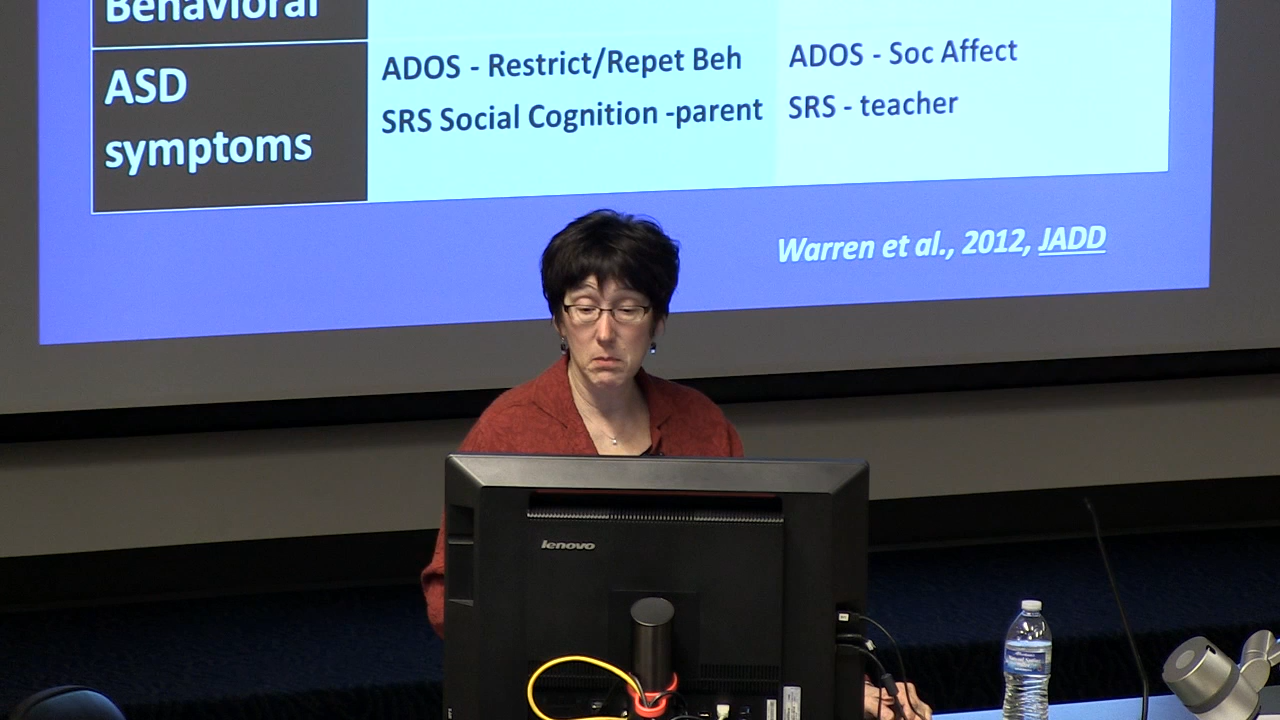 Behavioral
ASD
symptoms
ADOS - Restrict/Repet Beh
SRS Social Cognition -parent
ADOS - Soc Affect
SRS - teacher
Warren et al., 2012, JADD
lenovo